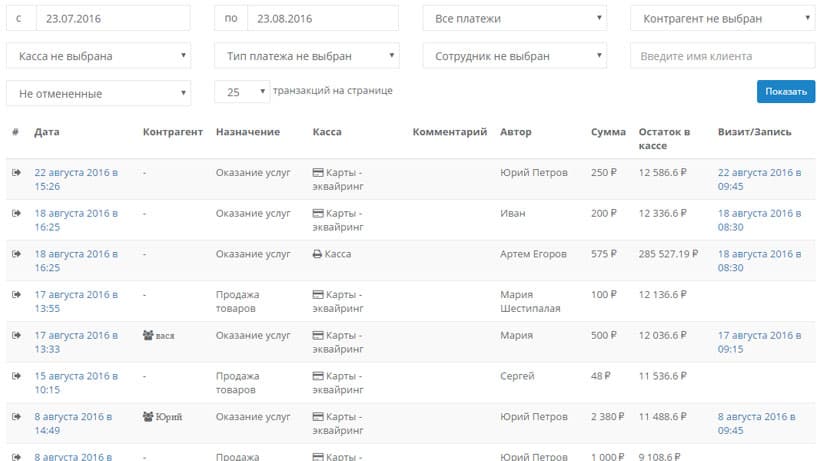 с 23.07.2016 по 23.08.2016 Все платежи Контрагент не выбран
Касса не выбрана Тип платежа не выбран Сотрудник не выбран Введите имя клиента
Не отмененные 25 транзакций на странице Показать
# Дата Контрагент Назначение Касса Комментарий Автор Сумма Остаток в Визит/Запись
кассе
22 августа 2016 в - Оказание услуг Карты - Юрий Петров 250 ₽ 12 586.6 ₽ 22 августа 2016 в
15:26 эквайринг 09:45
18 августа 2016 в - Оказание услуг Карты - Иван 200 ₽ 12 336.6 ₽ 18 августа 2016 в
16:25 эквайринг 08:30
18 августа 2016 в - Оказание услуг Касса Артем Егоров 575 ₽ 285 527.19 ₽ 18 августа 2016 в
16:25 08:30
17 августа 2016 в - Продажа Карты - Мария 100 ₽ 12 136.6 ₽
13:55 товаров эквайринг Шестипалая
17 августа 2016 в вася Оказание услуг Карты - Мария 500 ₽ 12 036.6 ₽ 17 августа 2016 в
13:33 эквайринг 09:15
15 августа 2016 в - Продажа Карты - Сергей 48 ₽ 11 536.6 ₽
10:15 товаров эквайринг
8 августа 2016 в Юрий Оказание услуг Карты - Юрий Петров 2 380 ₽ 11 488.6 ₽ 8 августа 2016 в
14:49 эквайринг 09:45
8 августа 2016 в - Продажа Карты - Юрий Петров 1 000 ₽ 9 108.6 ₽